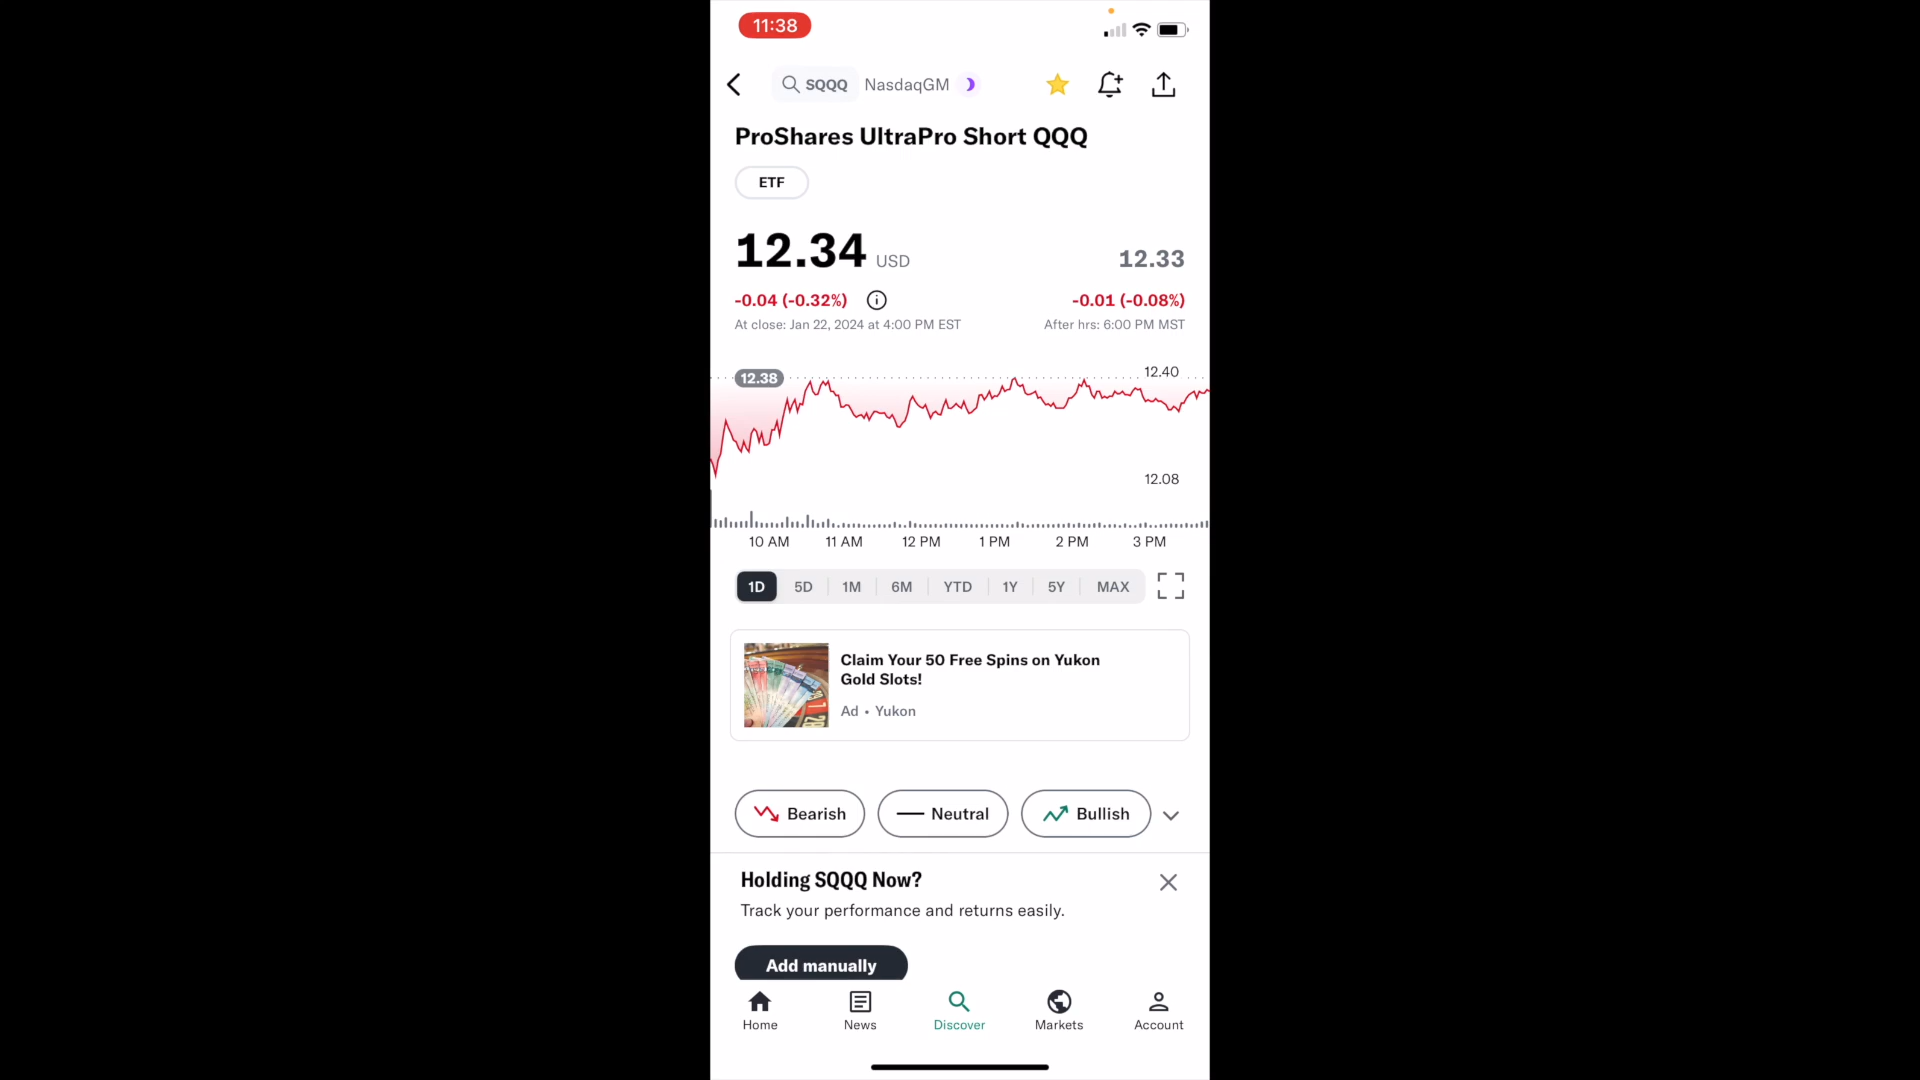 11:38
SQQQ NasdaqGM
ProShares UltraPro Short QQQ
ETF
12.34 USD 12.33
-0.04 (-0.32%) -0.01 (-0.08%)
At close: Jan 22, 2024 at 4:00 PM EST After hrs: 6:00 PM MST
12.38 12.40
12.08
10 AM 11 AM 12 PM 1 PM 2 PM 3 PM
1D 5D 1M 6M YTD 1Y 5Y MAX
Claim Your 50 Free Spins on Yukon
Gold Slots!
Ad • Yukon
Bearish Neutral Bullish
Holding SQQQ Now?
Track your performance and returns easily.
Add manually
Home News Discover Markets Account